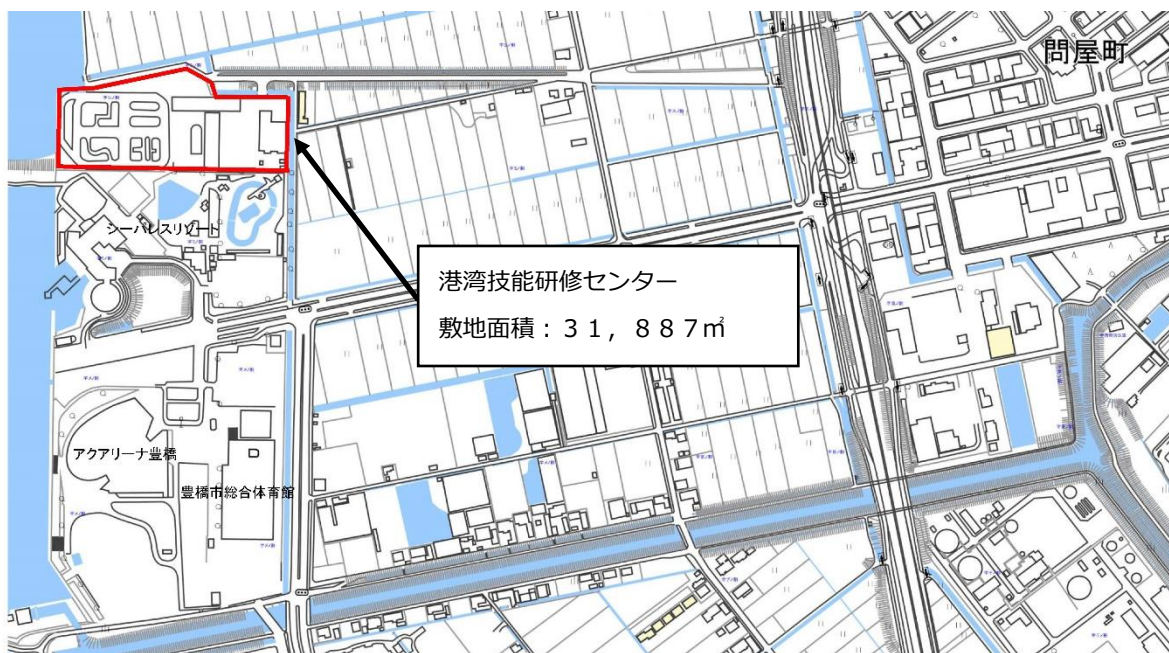 問屋町
シーパレスリゾート
港湾技能研修センター
敷地面積：３１，８８７㎡
アクアリーナ豊橋
豊橋市総合体育館